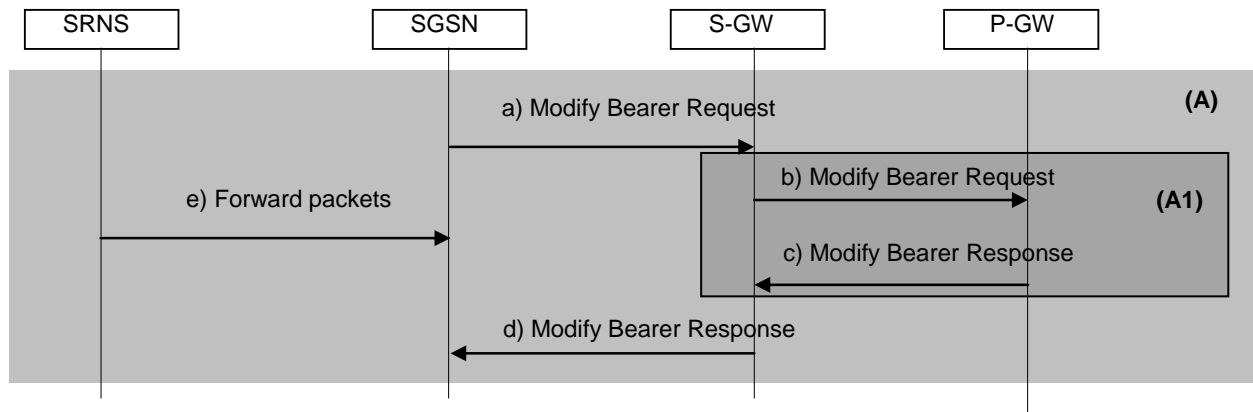 SRNS
SGSN
S-GW
P-GW
(A)
a) Modify Bearer Request
b) Modify Bearer Request
(A1)
e) Forward packets
c) Modify Bearer Response
d) Modify Bearer Response